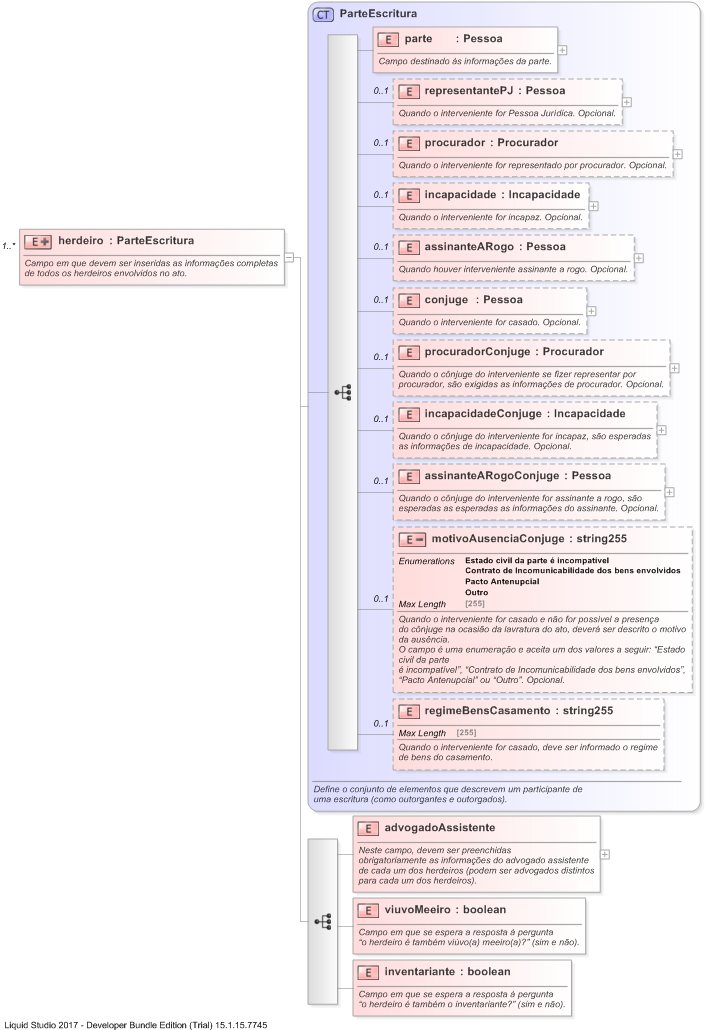 CT ParteEscritura
E parte : Pessoa
Campo destinado às informações da parte.
0..1
E representantePJ : Pessoa
Quando o interveniente for Pessoa Jurídica. Opcional.
0..1
E procurador : Procurador
Quando o interveniente for representado por procurador. Opcional.
0..1
E incapacidade : Incapacidade
Quando o interveniente for incapaz. Opcional.
1..*
E herdeiro : ParteEscritura
Campo em que devem ser inseridas as informações completas
de todos os herdeiros envolvidos no ato.
0..1
E assinanteARogo : Pessoa
Quando houver interveniente assinante a rogo. Opcional.
0..1
E conjuge : Pessoa
Quando o interveniente for casado. Opcional.
0..1
E procuradorConjuge : Procurador
Quando o cônjuge do interveniente se fizer representar por
procurador, são exigidas as informações de procurador. Opcional.
0..1
E incapacidadeConjuge : Incapacidade
Quando o cônjuge do interveniente for incapaz, são esperadas
as informações de incapacidade. Opcional.
0..1
E assinanteARogoConjuge : Pessoa
Quando o cônjuge do interveniente for assinante a rogo, são
esperadas as esperadas as informações do assinante. Opcional.
0..1
E motivoAusenciaConjuge : string255
Enumerations Estado civil da parte é incompatível
Contrato de Incomunicabilidade dos bens envolvidos
Pacto Antenupcial
Outro
Max Length [255]
Quando o interveniente for casado e não for possível a presença
do cônjuge na ocasião da lavratura do ato, deverá ser descrito o motivo
da ausência.
O campo é uma enumeração e aceita um dos valores a seguir: “Estado
civil da parte
é incompatível”, “Contrato de Incomunicabilidade dos bens envolvidos”,
“Pacto Antenupcial” ou “Outro”. Opcional.
0..1
E regimeBensCasamento : string255
Max Length [255]
Quando o interveniente for casado, deve ser informado o regime
de bens do casamento.
Define o conjunto de elementos que descrevem um participante de
uma escritura (como outorgantes e outorgados).
E advogadoAssistente
Neste campo, devem ser preenchidas
obrigatoriamente as informações do advogado assistente
de cada um dos herdeiros (podem ser advogados distintos
para cada um dos herdeiros).
E viuvoMeeiro : boolean
Campo em que se espera a resposta à pergunta
“o herdeiro é também viúvo(a) meeiro(a)?” (sim e não).
E inventariante : boolean
Campo em que se espera a resposta à pergunta
“o herdeiro é também o inventariante?” (sim e não).
Liquid Studio 2017 - Developer Bundle Edition (Trial) 15.1.15.7745